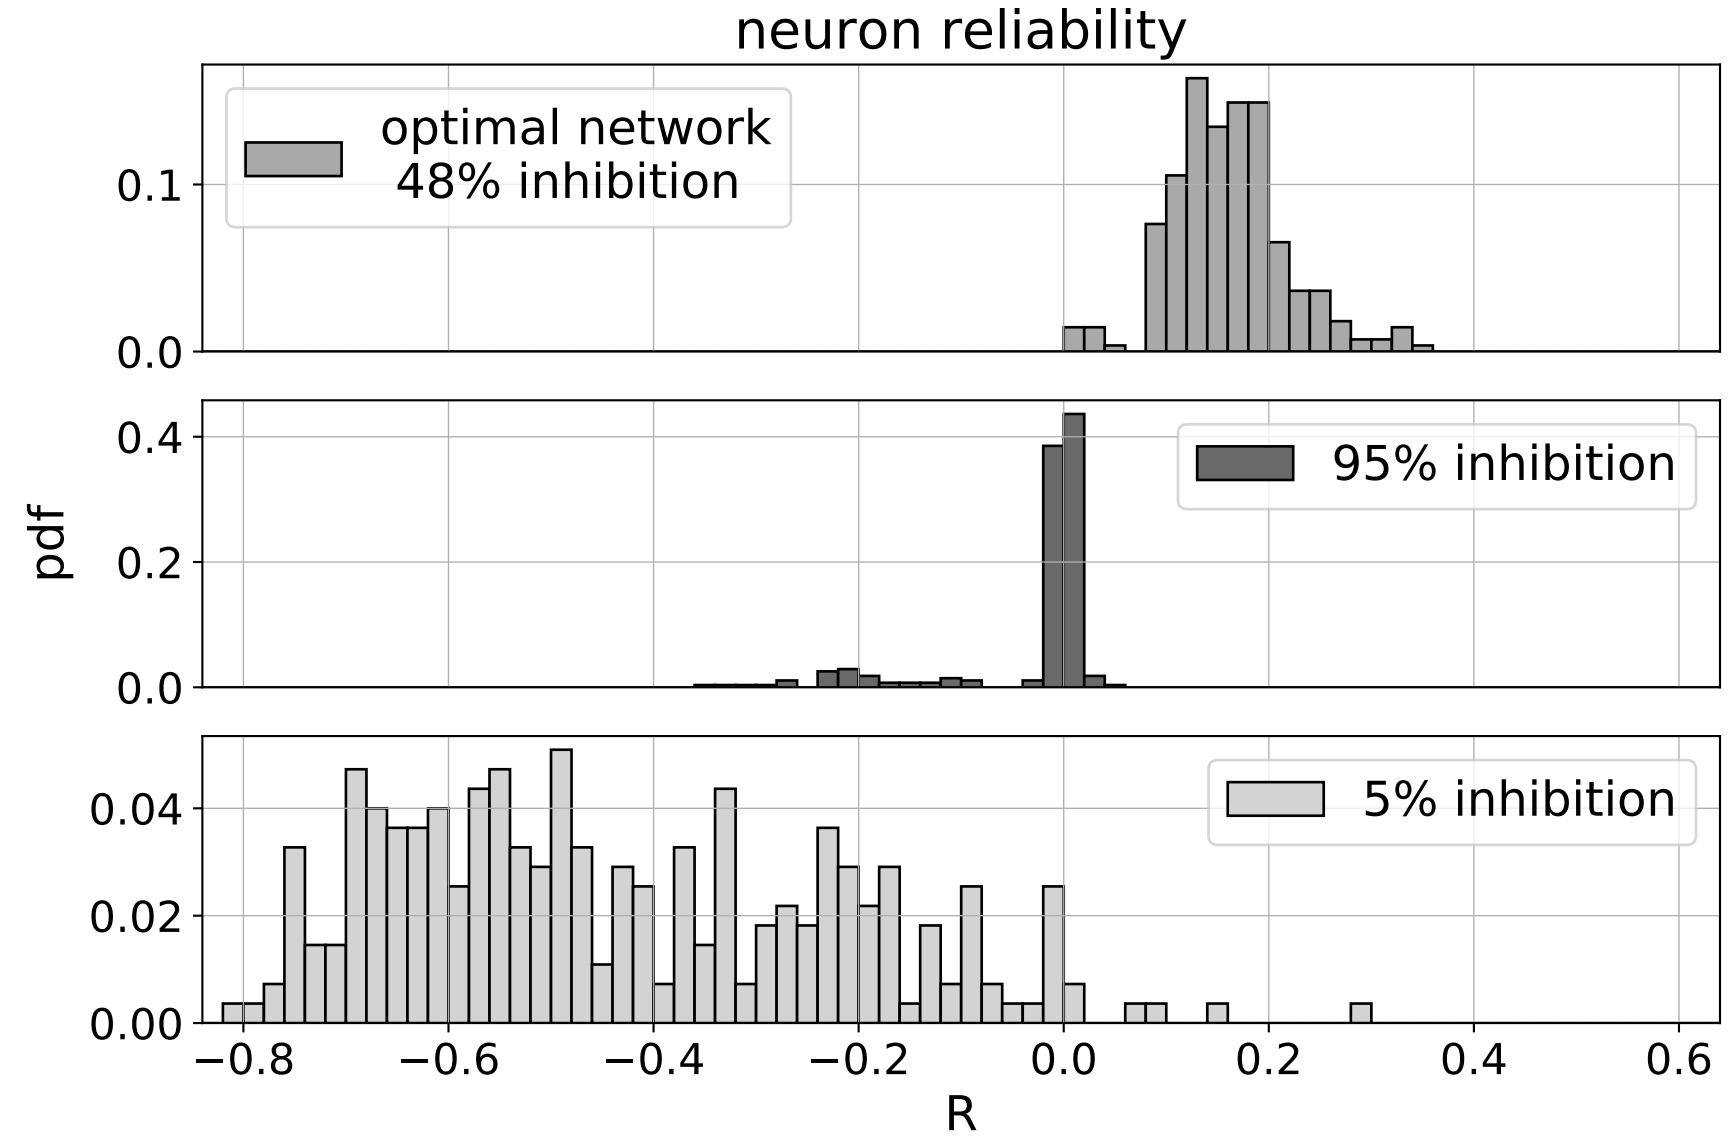 neuron reliability
optimal network
48% inhibition
0.1
0.0
95% inhibition
0.4
0.2
0.0
pdf
5% inhibition
0.04
0.02
0.00
−0.8 −0.6 −0.4 −0.2 0.0 0.2 0.4 0.6
R